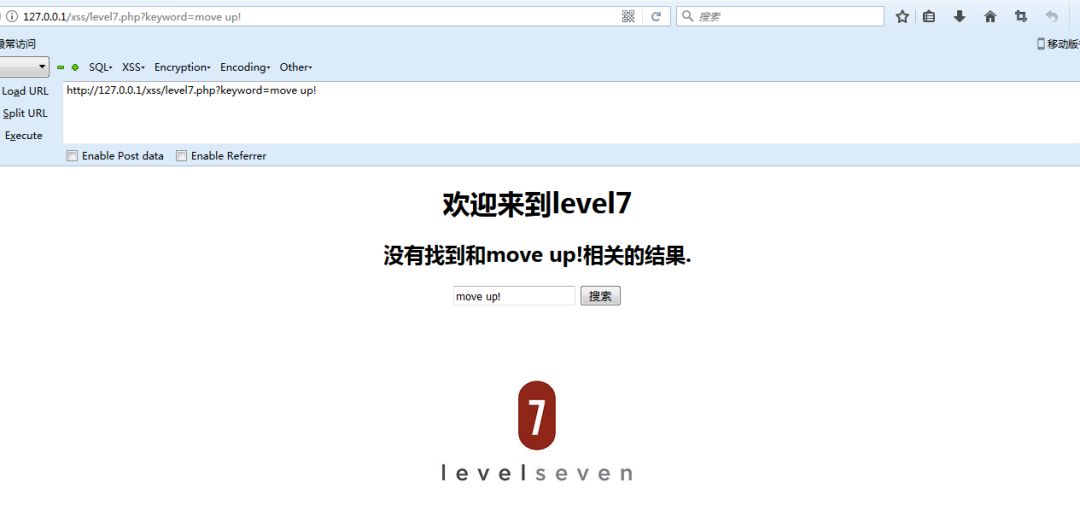 127.0.0.1/xss/level7.php?keyword=move up!
搜索
最常访问
移动版
SQL▾ XSS▾ Encryption▾ Encoding▾ Other▾
Load URL
http://127.0.0.1/xss/level7.php?keyword=move up!
Split URL
Execute
Enable Post data Enable Referrer
欢迎来到level7
没有找到和move up!相关的结果.
move up! 搜索
7
levelseven